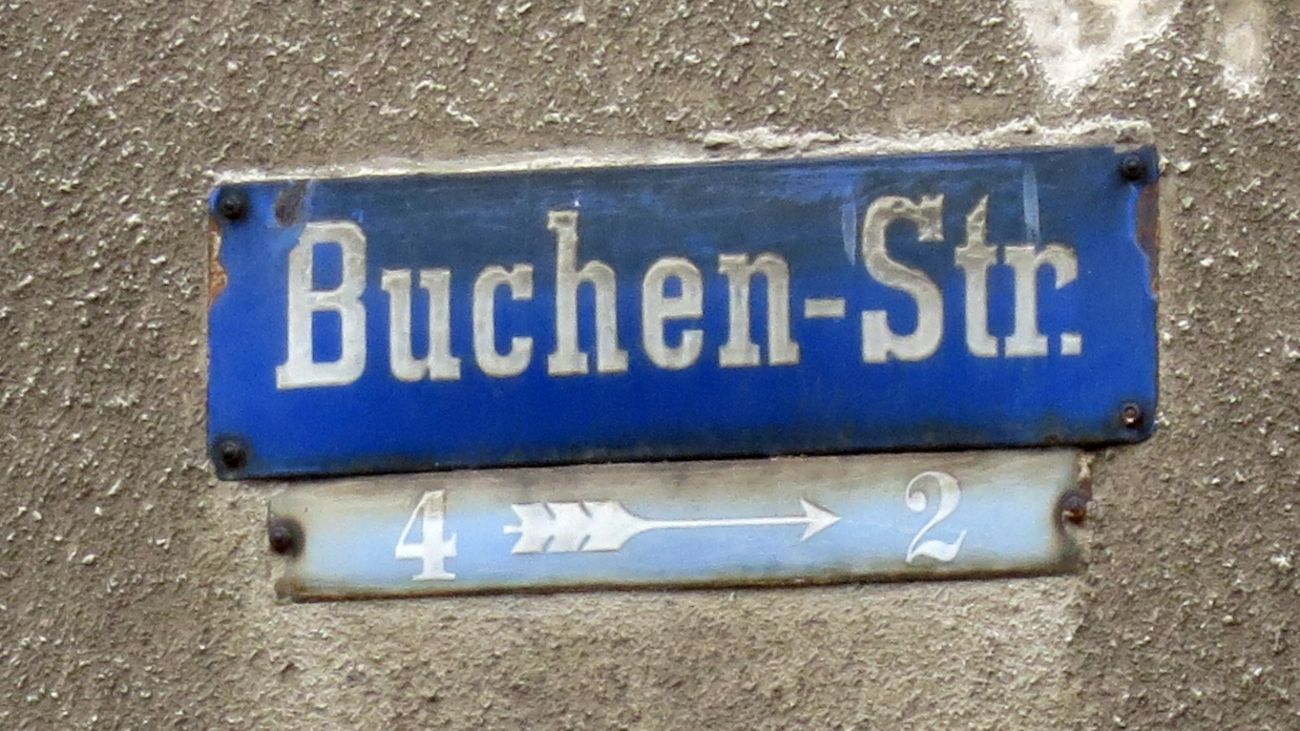 Buchen-Str.
4 → 2